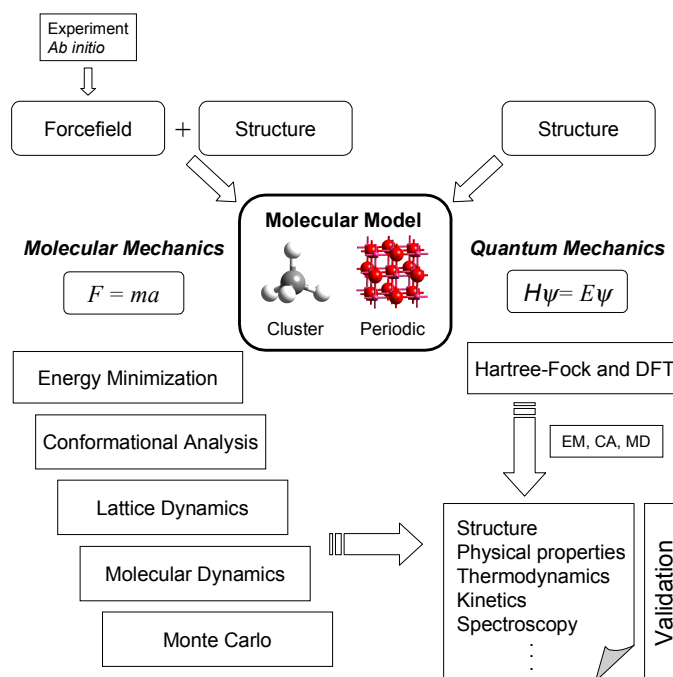 Experiment
Ab initio
Forcefield
+
Structure
Structure
Molecular Model
Cluster
Periodic
Molecular Mechanics
F = ma
Quantum Mechanics
Hψ= Eψ
Energy Minimization
Conformational Analysis
Lattice Dynamics
Molecular Dynamics
Monte Carlo
Hartree-Fock and DFT
EM, CA, MD
Structure
Physical properties
Thermodynamics
Kinetics
Spectroscopy
Validation